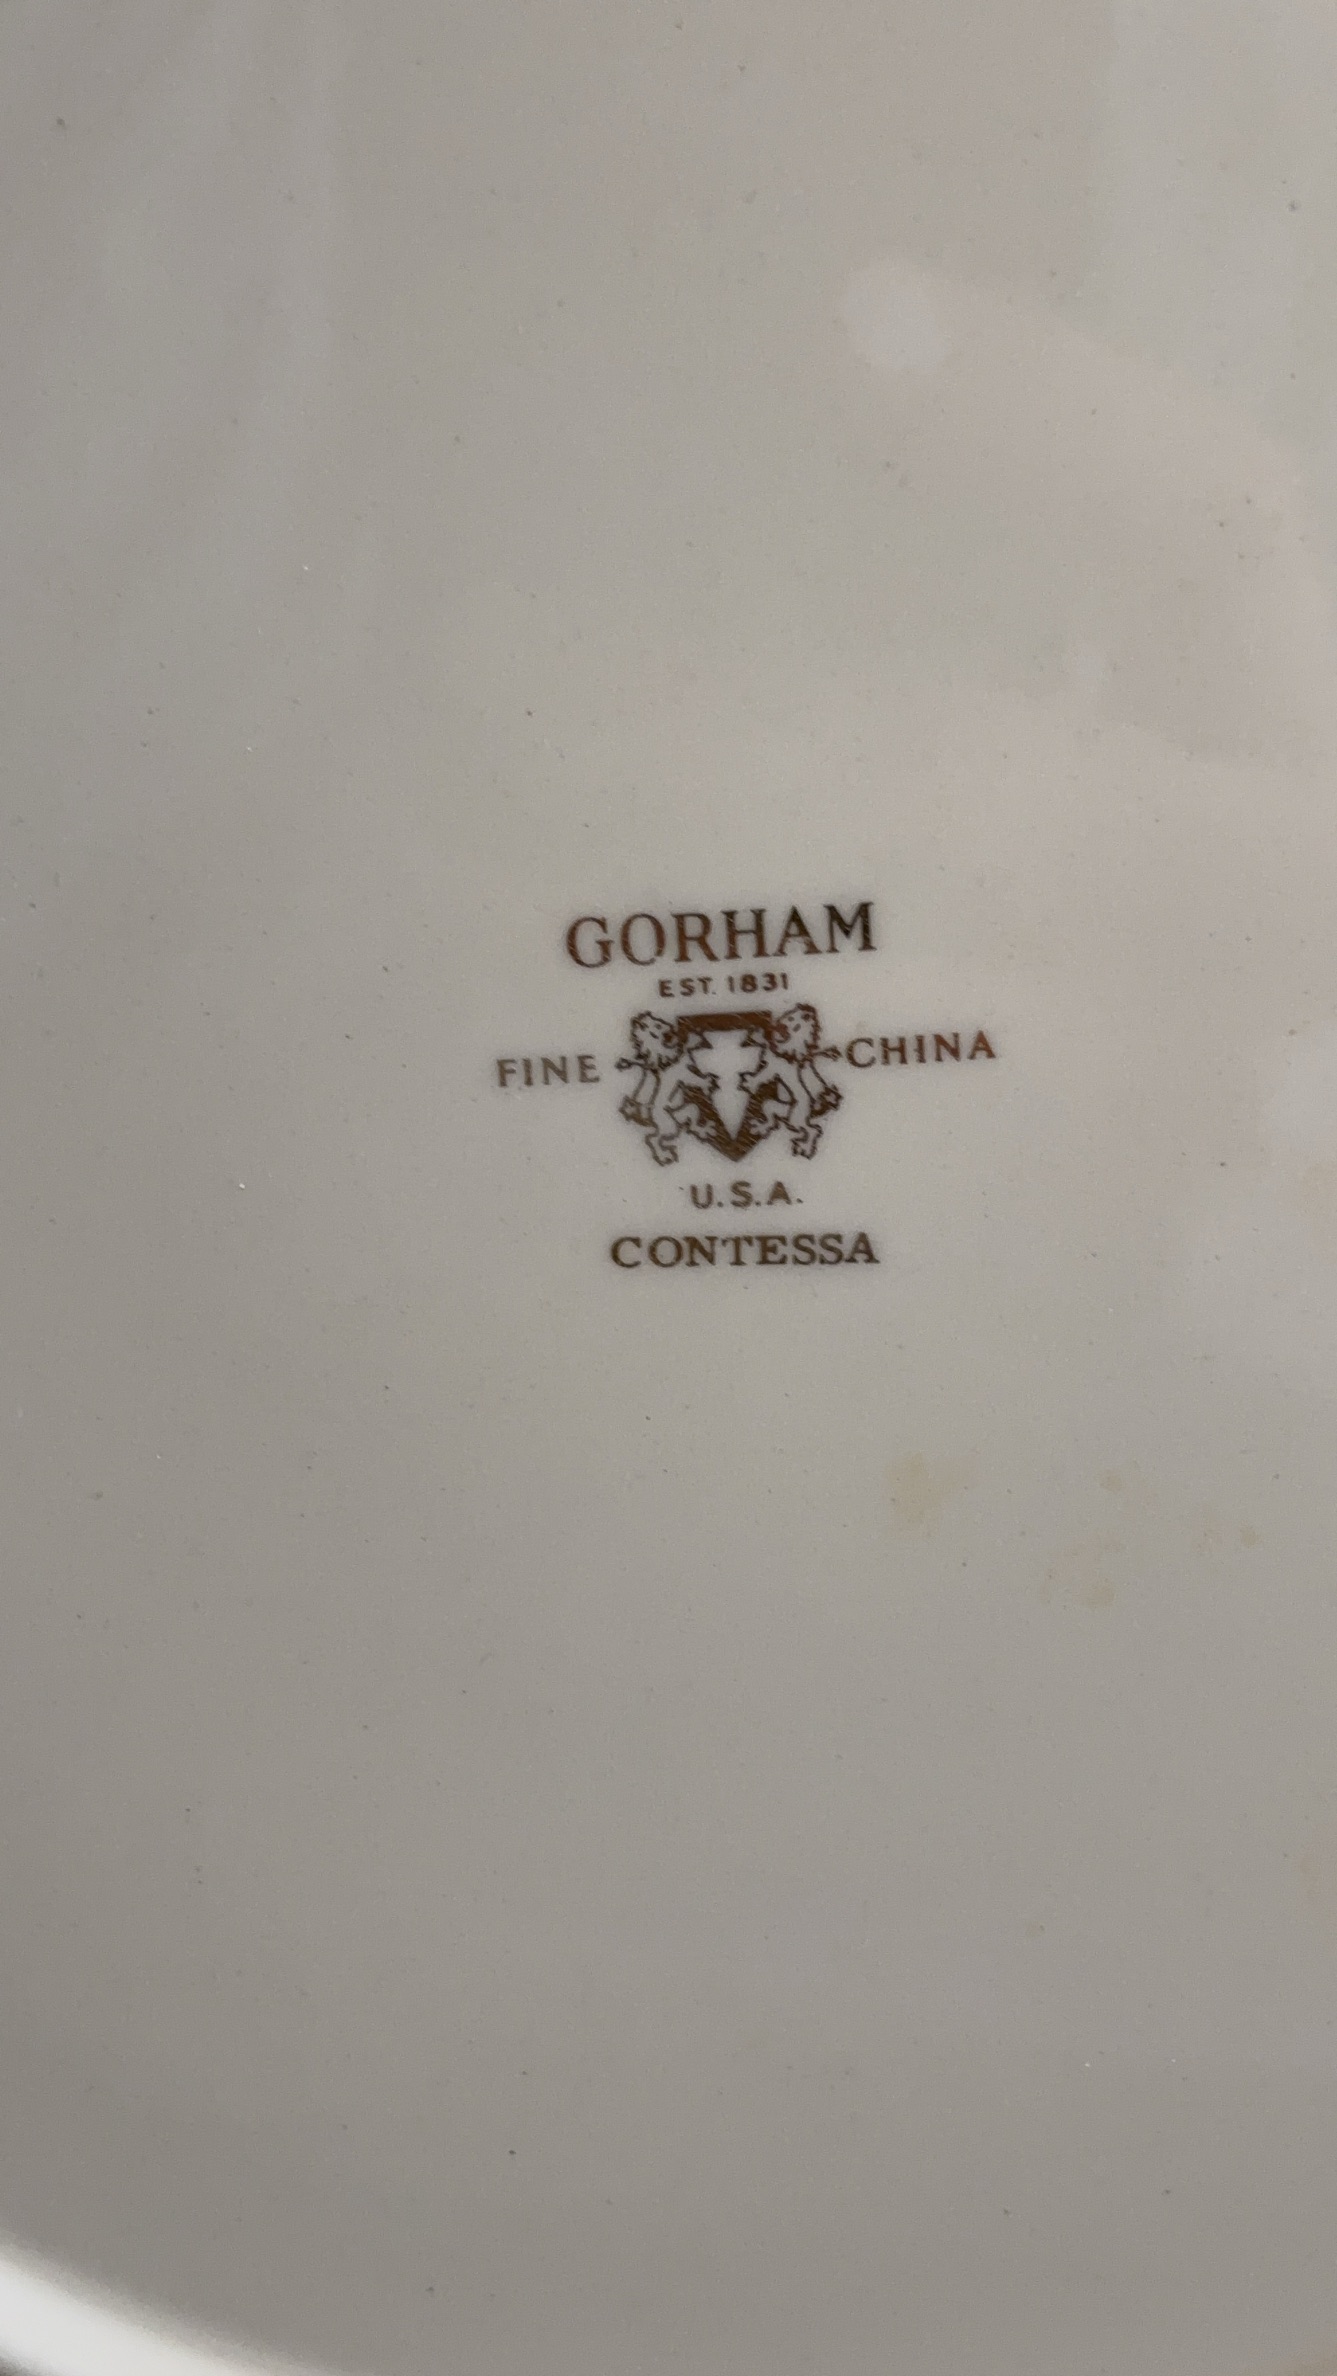 GORHAM
EST. 1831
FINE CHINA
U.S.A.
CONTESSA